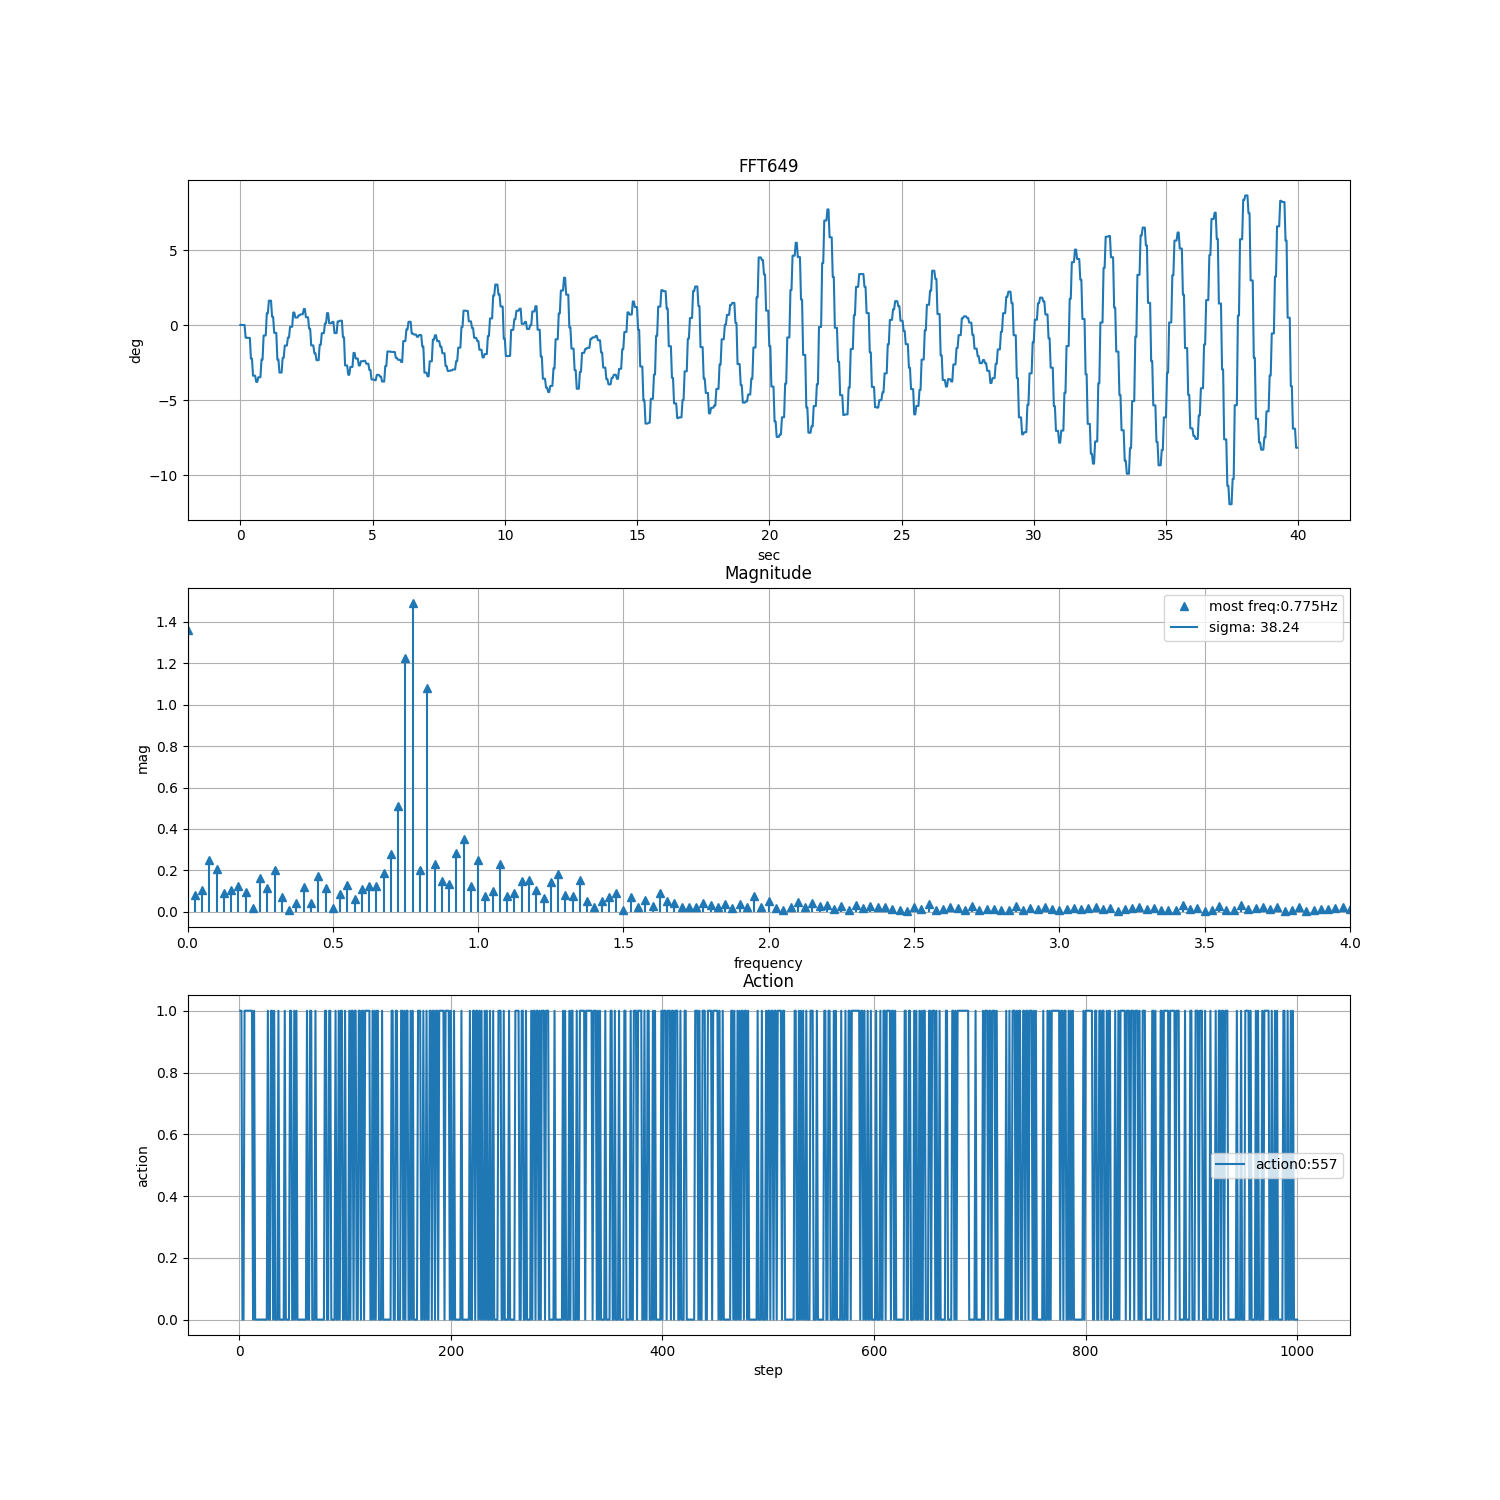 FFT649
deg
5
0
−5
−10
0 5 10 15 20 25 30 35 40
sec
Magnitude
mag
1.4
1.2
1.0
0.8
0.6
0.4
0.2
0.0
most freq:0.775Hz
sigma: 38.24
0.0 0.5 1.0 1.5 2.0 2.5 3.0 3.5 4.0
frequency
Action
action
1.0
0.8
0.6
0.4
0.2
0.0
action0:557
0 200 400 600 800 1000
step